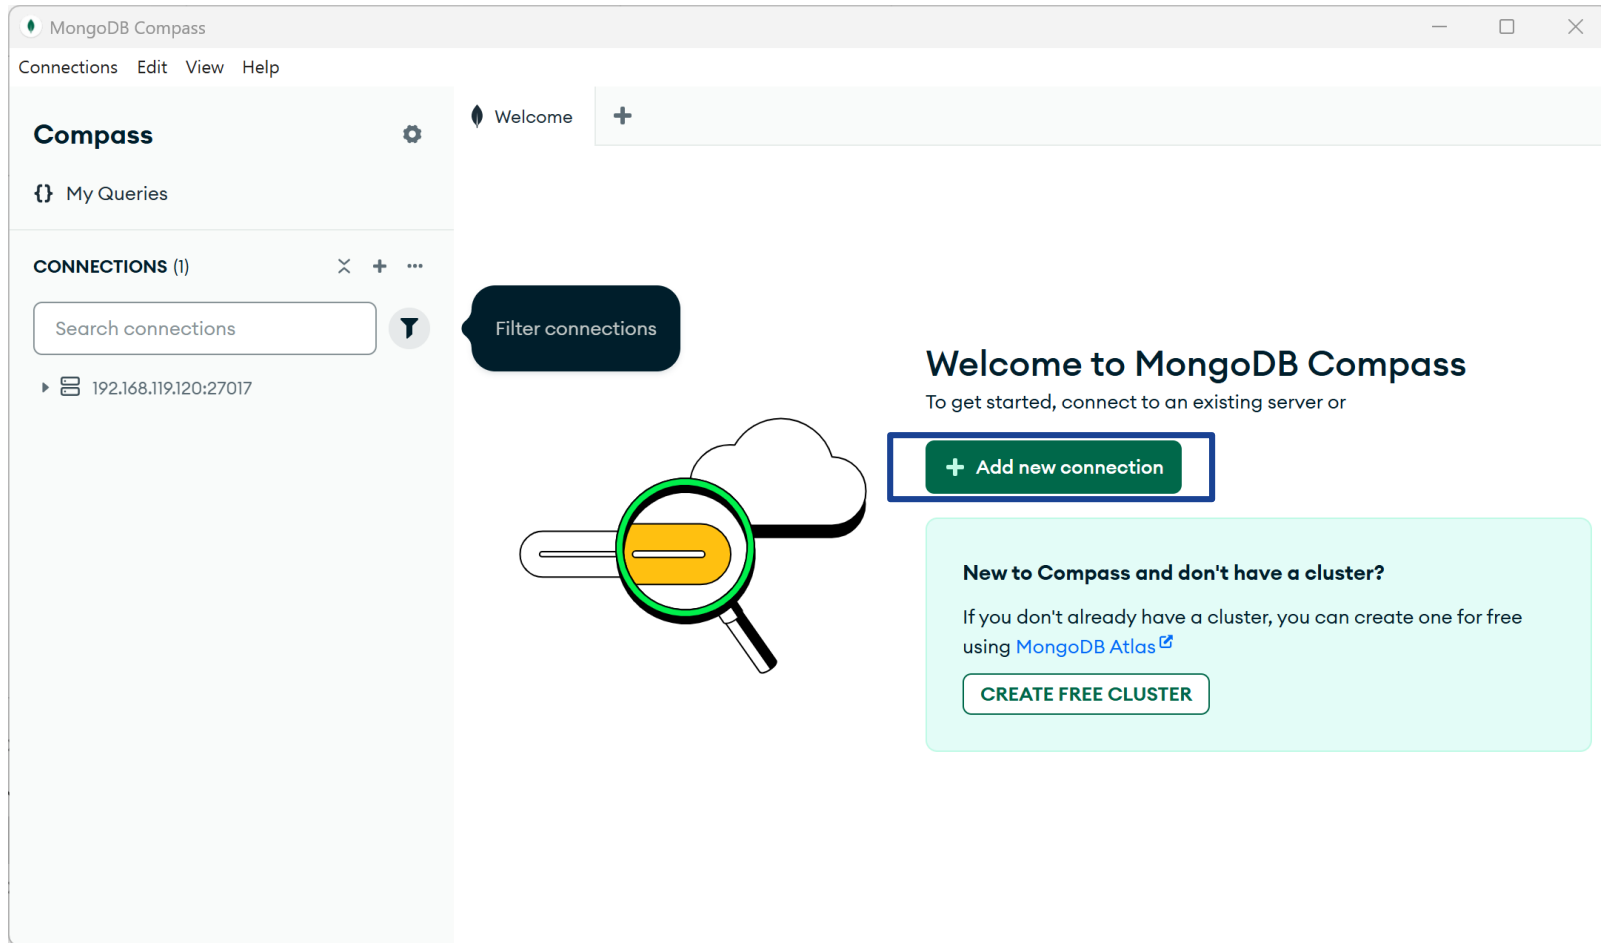 MongoDB Compass
Connections Edit View Help
Compass
Welcome
My Queries
CONNECTIONS (1)
Search connections
Filter connections
192.168.119.120:27017
Welcome to MongoDB Compass
To get started, connect to an existing server or
Add new connection
New to Compass and don't have a cluster?
If you don't already have a cluster, you can create one for free
using MongoDB Atlas
CREATE FREE CLUSTER